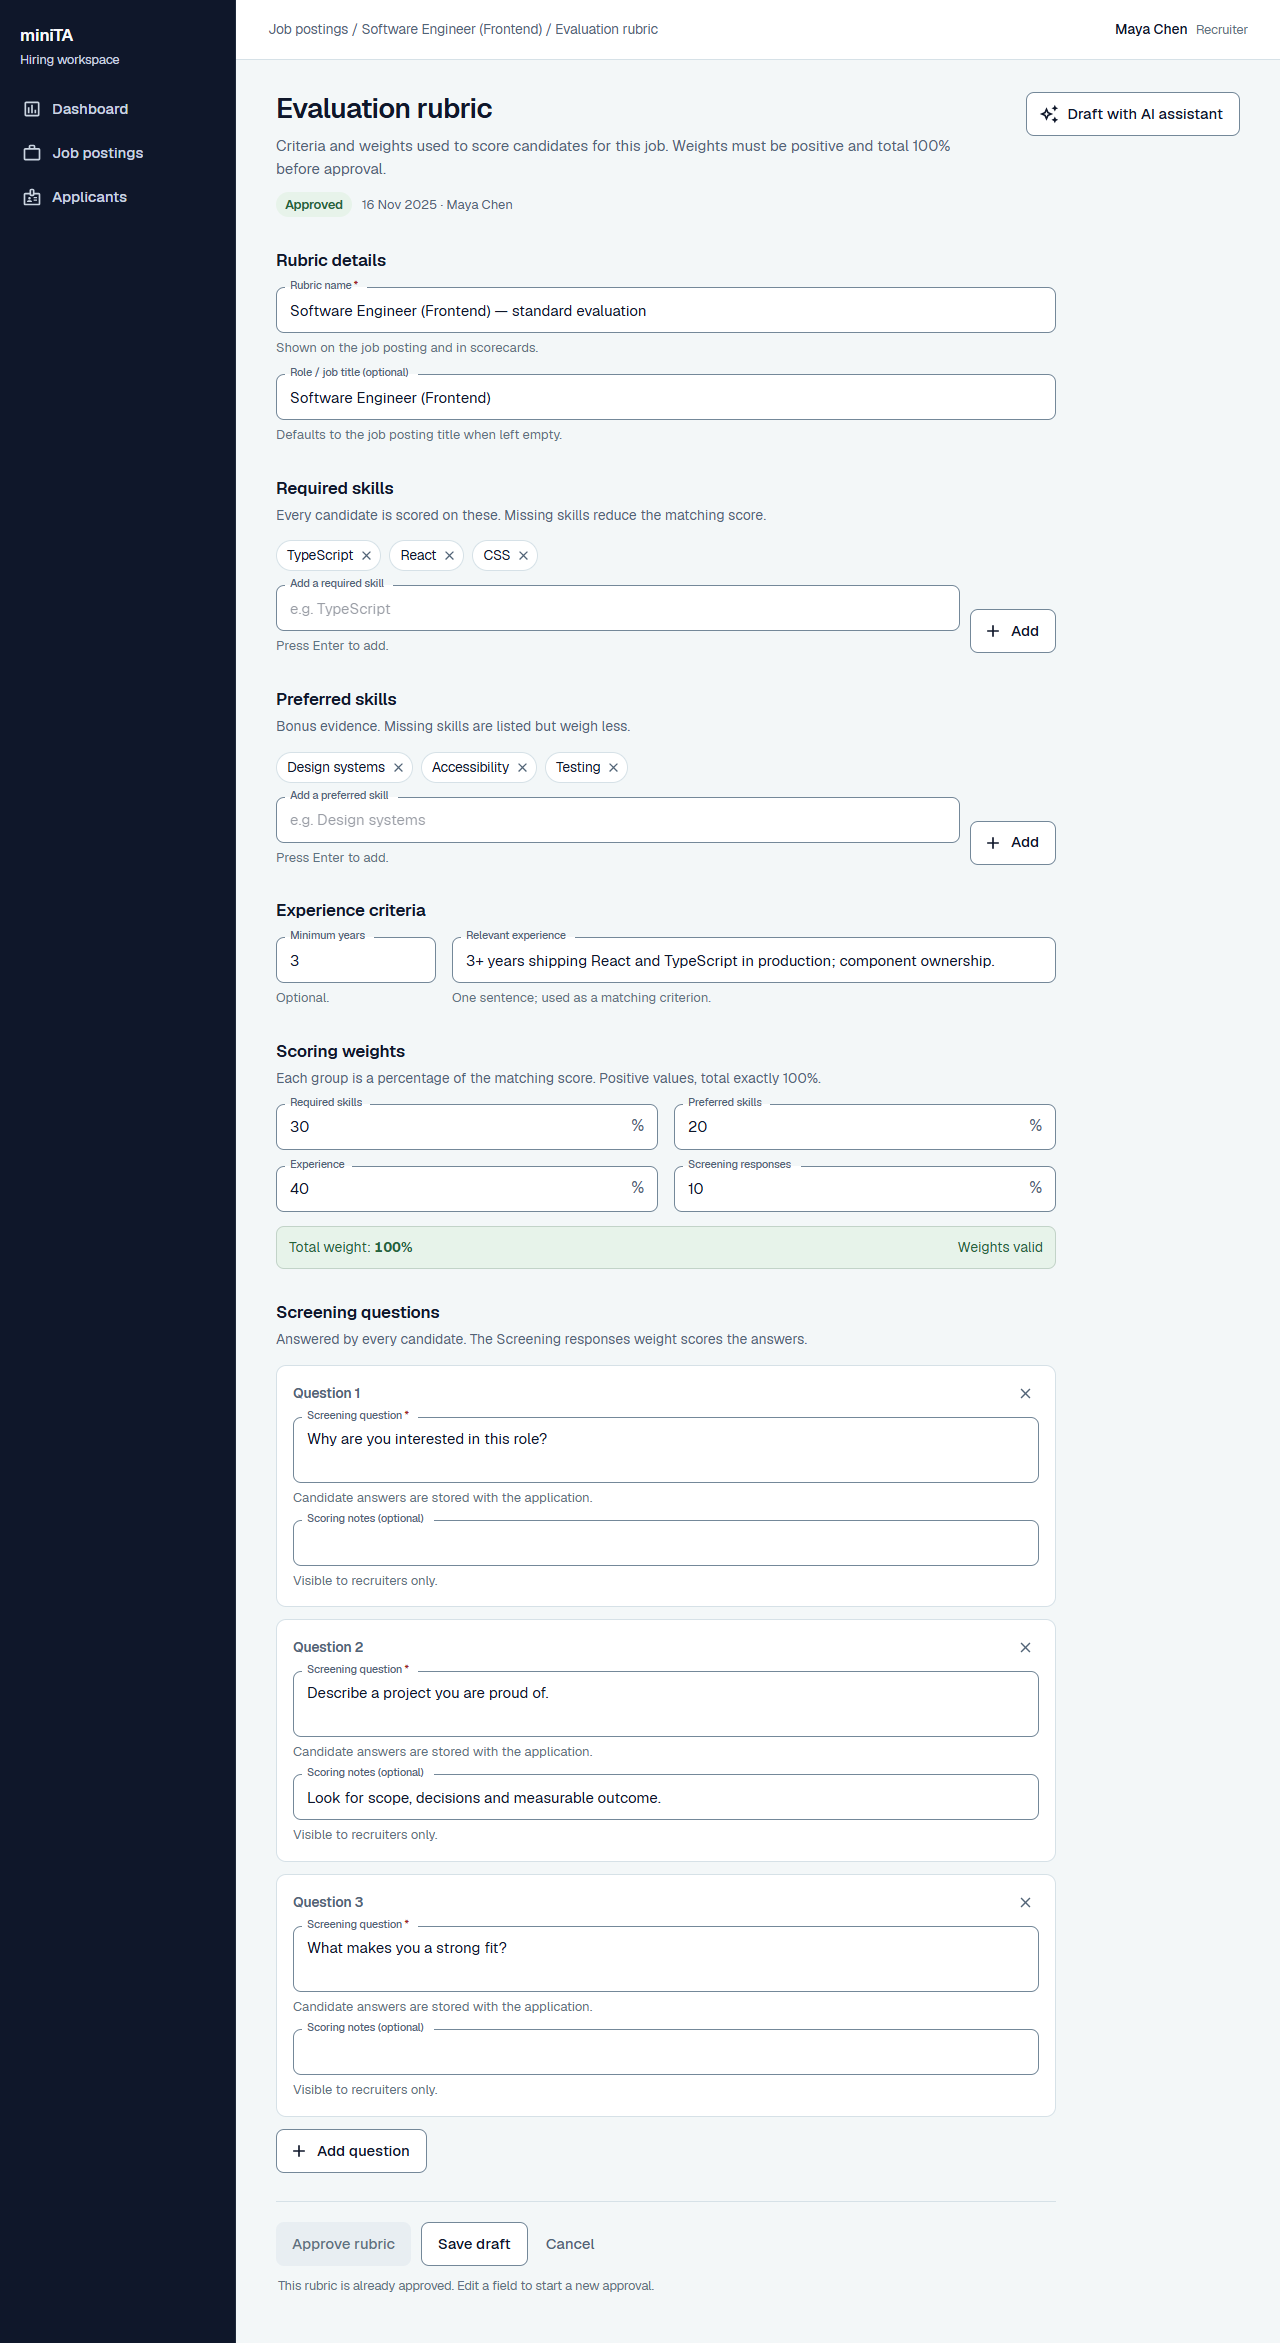 miniTA
Hiring workspace
Dashboard
Job postings
Applicants
Job postings / Software Engineer (Frontend) / Evaluation rubric
Maya Chen Recruiter
Evaluation rubric
Draft with AI assistant
Criteria and weights used to score candidates for this job. Weights must be positive and total 100%
before approval.
Approved 16 Nov 2025 · Maya Chen
Rubric details
Rubric name *
Software Engineer (Frontend) — standard evaluation
Shown on the job posting and in scorecards.
Role / job title (optional)
Software Engineer (Frontend)
Defaults to the job posting title when left empty.
Required skills
Every candidate is scored on these. Missing skills reduce the matching score.
TypeScript × React × CSS ×
Add a required skill
e.g. TypeScript
+ Add
Press Enter to add.
Preferred skills
Bonus evidence. Missing skills are listed but weigh less.
Design systems × Accessibility × Testing ×
Add a preferred skill
e.g. Design systems
+ Add
Press Enter to add.
Experience criteria
Minimum years
3
Optional.
Relevant experience
3+ years shipping React and TypeScript in production; component ownership.
One sentence; used as a matching criterion.
Scoring weights
Each group is a percentage of the matching score. Positive values, total exactly 100%.
Required skills
30 %
Preferred skills
20 %
Experience
40 %
Screening responses
10 %
Total weight: 100%
Weights valid
Screening questions
Answered by every candidate. The Screening responses weight scores the answers.
Question 1 ×
Screening question *
Why are you interested in this role?
Candidate answers are stored with the application.
Scoring notes (optional)
Visible to recruiters only.
Question 2 ×
Screening question *
Describe a project you are proud of.
Candidate answers are stored with the application.
Scoring notes (optional)
Look for scope, decisions and measurable outcome.
Visible to recruiters only.
Question 3 ×
Screening question *
What makes you a strong fit?
Candidate answers are stored with the application.
Scoring notes (optional)
Visible to recruiters only.
+ Add question
Approve rubric
Save draft
Cancel
This rubric is already approved. Edit a field to start a new approval.